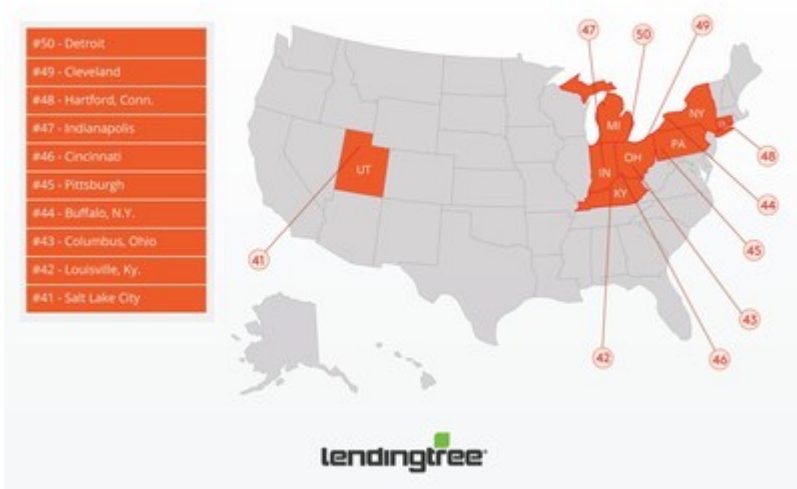 #50 - Detroit
#49 - Cleveland
#48 - Hartford, Conn.
#47 - Indianapolis
#46 - Cincinnati
#45 - Pittsburgh
#44 - Buffalo, N.Y.
#43 - Columbus, Ohio
#42 - Louisville, Ky.
#41 - Salt Lake City
47
50
49
NY
MI
CT
PA
OH
UT
IN
48
KY
44
45
41
43
42
46
lendingtree